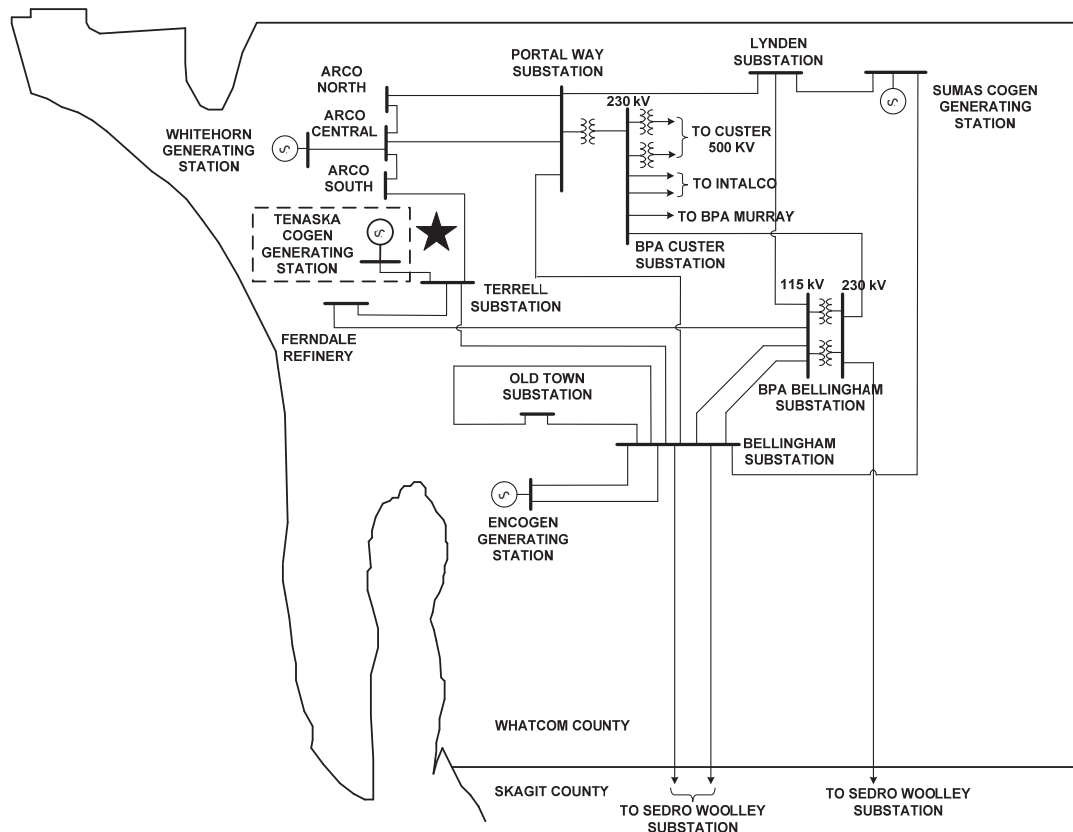 PORTAL WAY
SUBSTATION
LYNDEN
SUBSTATION
ARCO
NORTH
ARCO
CENTRAL
ARCO
SOUTH
WHITEHORN
GENERATING
STATION
230 kV
TO CUSTER
500 KV
TO INTALCO
TO BPA MURRAY
BPA CUSTER
SUBSTATION
SUMAS COGEN
GENERATING
STATION
TENASKA
COGEN
GENERATING
STATION
TERRELL
SUBSTATION
FERNDALE
REFINERY
115 kV
230 kV
BPA BELLINGHAM
SUBSTATION
OLD TOWN
SUBSTATION
BELLINGHAM
SUBSTATION
ENCOGEN
GENERATING
STATION
WHATCOM COUNTY
SKAGIT COUNTY
TO SEDRO WOOLLEY
SUBSTATION
TO SEDRO WOOLLEY
SUBSTATION